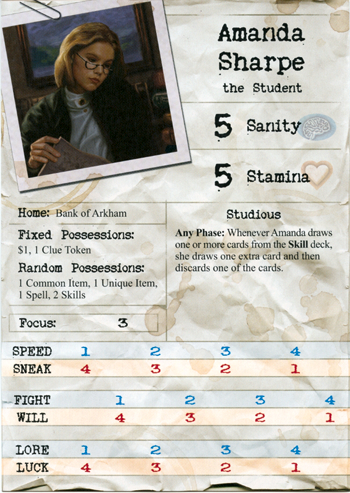 Amanda
Sharpe
the Student
5 Sanity
5 Stamina
Home: Bank of Arkham
Fixed Possessions:
$1, 1 Clue Token
Random Possessions:
1 Common Item, 1 Unique Item,
1 Spell, 2 Skills
Focus: 3
Studious
Any Phase: Whenever Amanda draws
one or more cards from the Skill deck,
she draws one extra card and then
discards one of the cards.
SPEED 1 2 3 4
SNEAK 4 3 2 1
FIGHT 1 2 3 4
WILL 4 3 2 1
LORE 1 2 3 4
LUCK 4 3 2 1